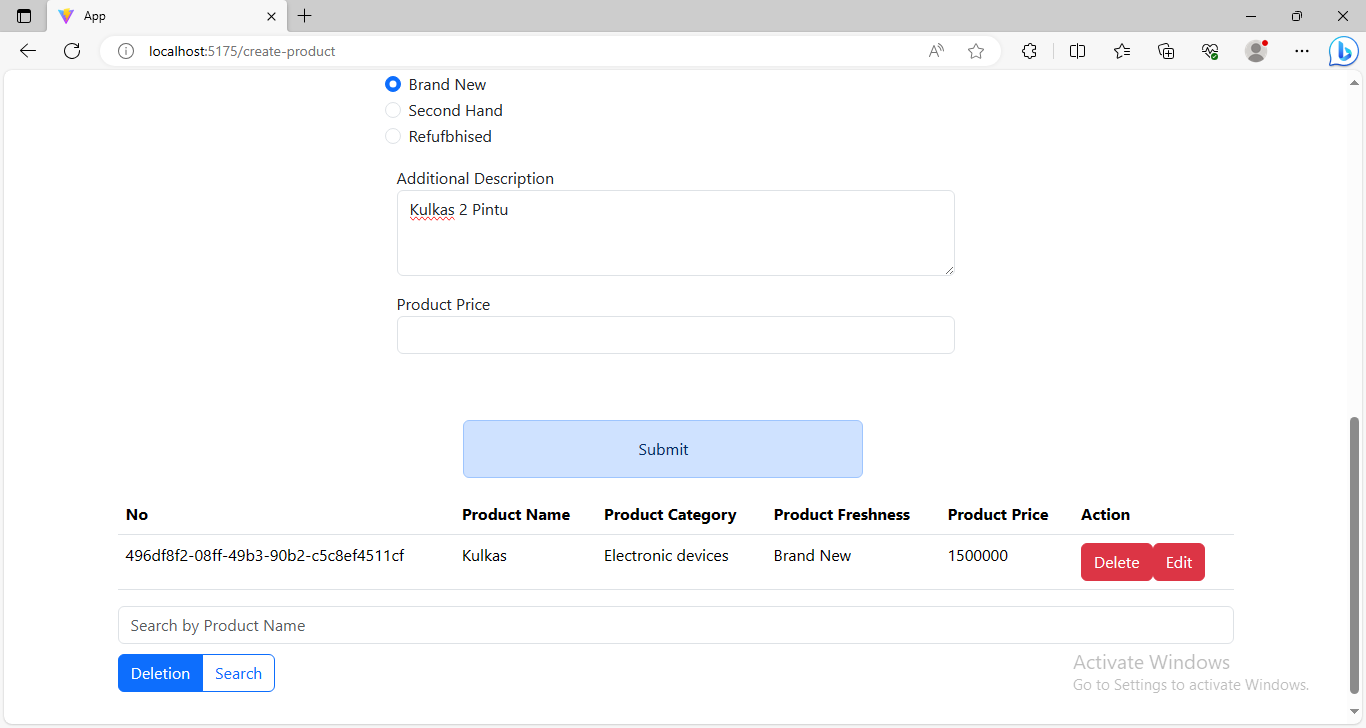 App
localhost:5175/create-product
Brand New
Second Hand
Refufbhised
Additional Description
Kulkas 2 Pintu
Product Price
Submit
No Product Name Product Category Product Freshness Product Price Action
496df8f2-08ff-49b3-90b2-c5c8ef4511cf Kulkas Electronic devices Brand New 1500000 Delete Edit
Search by Product Name
Deletion Search
Activate Windows
Go to Settings to activate Windows.